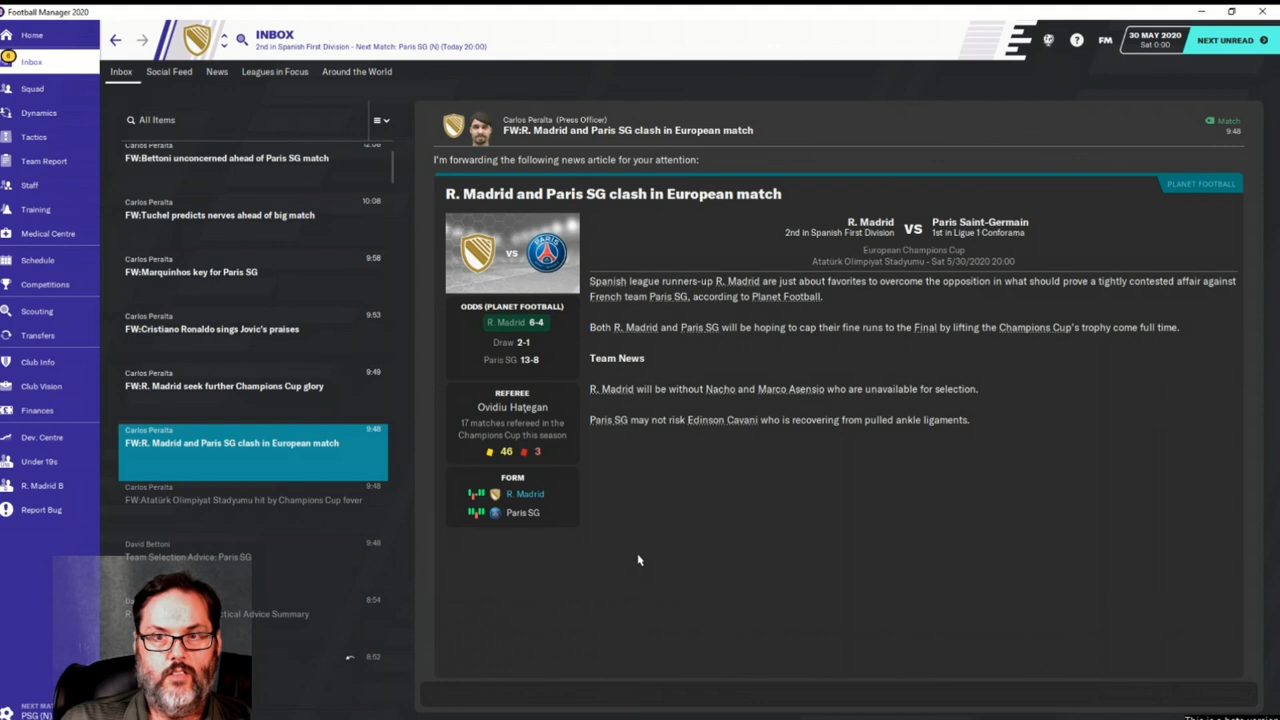 Football Manager 2020
Home
6
Inbox
Squad
Dynamics
Tactics
Team Report
Staff
Training
Medical Centre
Schedule
Competitions
Scouting
Transfers
Club Info
Club Vision
Finances
Dev. Centre
Under 19s
R. Madrid B
Report Bug
PSG (N)
INBOX
2nd in Spanish First Division - Next Match: Paris SG (N) (Today 20:00)
FM
30 MAY 2020
Sat 0:00
NEXT UNREAD
Inbox
Social Feed
News
Leagues in Focus
Around the World
All Items
Carlos Peralta
FW:Bettoni unconcerned ahead of Paris SG match
Carlos Peralta 10:08
FW:Tuchel predicts nerves ahead of big match
Carlos Peralta 9:58
FW:Marquinhos key for Paris SG
Carlos Peralta 9:53
FW:Cristiano Ronaldo sings Jovic's praises
Carlos Peralta 9:49
FW:R. Madrid seek further Champions Cup glory
Carlos Peralta 9:48
FW:R. Madrid and Paris SG clash in European match
Carlos Peralta 9:48
FW:Atatürk Olimpiyat Stadyumu hit by Champions Cup fever
David Bettoni 9:48
Team Selection Advice: Paris SG
8:54
Advice Summary
8:52
Carlos Peralta (Press Officer)
FW:R. Madrid and Paris SG clash in European match
Match
9:48
I'm forwarding the following news article for your attention:
PLANET FOOTBALL
R. Madrid and Paris SG clash in European match
VS
PARIS
R. Madrid VS Paris Saint-Germain
2nd in Spanish First Division 1st in Ligue 1 Conforama
European Champions Cup
Atatürk Olimpiyat Stadyumu - Sat 5/30/2020 20:00
Spanish league runners-up R. Madrid are just about favorites to overcome the opposition in what should prove a tightly contested affair against
French team Paris SG, according to Planet Football.
Both R. Madrid and Paris SG will be hoping to cap their fine runs to the Final by lifting the Champions Cup's trophy come full time.
Team News
R. Madrid will be without Nacho and Marco Asensio who are unavailable for selection.
Paris SG may not risk Edinson Cavani who is recovering from pulled ankle ligaments.
ODDS (PLANET FOOTBALL)
R. Madrid 6-4
Draw 2-1
Paris SG 13-8
REFEREE
Ovidiu Hațegan
17 matches refereed in the
Champions Cup this season
46 3
FORM
R. Madrid
Paris SG